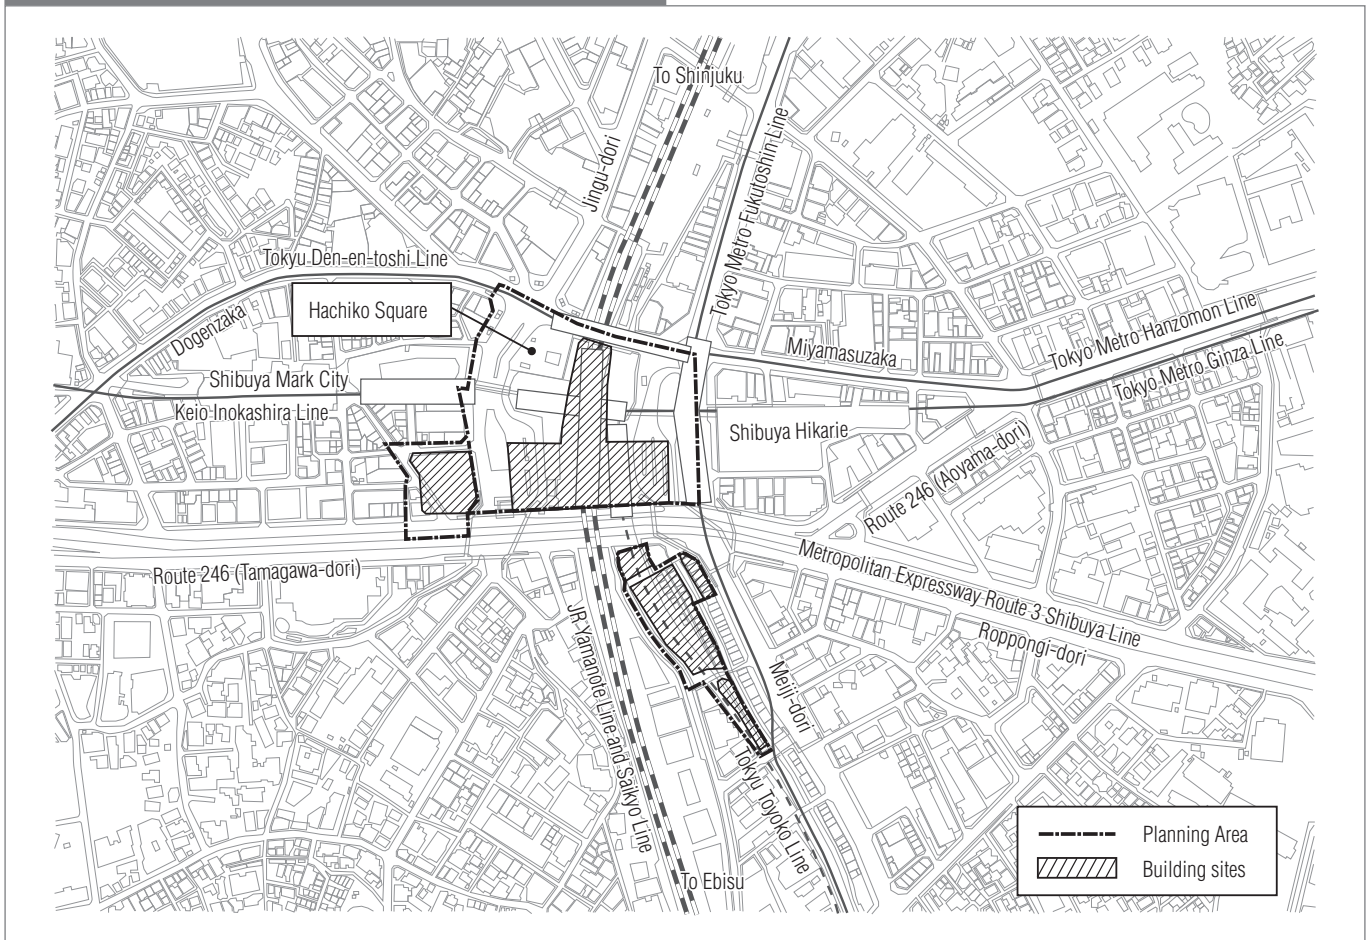 To Shinjuku
Jingu-dori
Tokyo Metro Fukutoshin Line
Tokyu Den-en-toshi Line
Hachiko Square
Dogenzaka
Tokyo Metro Hanzomon Line
Miyamasuzaka
Tokyo Metro Ginza Line
Shibuya Mark City
Keio Inokashira Line
Shibuya Hikarie
Route 246 (Aoyama-dori)
Metropolitan Expressway Route 3 Shibuya Line
Route 246 (Tamagawa-dori)
Roppongi-dori
JR Yamanote Line and Saikyo Line
Meiji-dori
Tokyu Toyoko Line
To Ebisu
Planning Area
Building sites